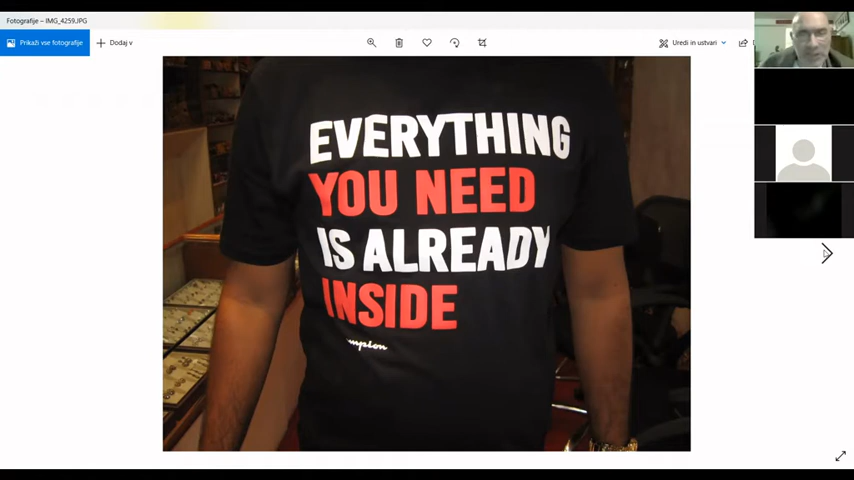 Fotografije – IMG_4259.JPG
Prikaži vse fotografije
Dodaj v
Uredi in ustvari
EVERYTHING
YOU NEED
IS ALREADY
INSIDE